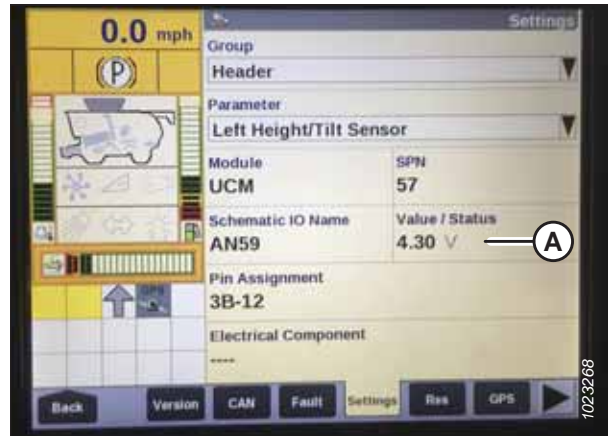 0.0 mph
Settings
(P)
Group
Header
Parameter
Left Height/Tilt Sensor
Module
SPN
UCM
57
Schematic IO Name
Value / Status
AN59
4.30 V
A
Pin Assignment
3B-12
GPS
Electrical Component
----
Back
Version
CAN
Fault
Settings
Res
GPS
1023268